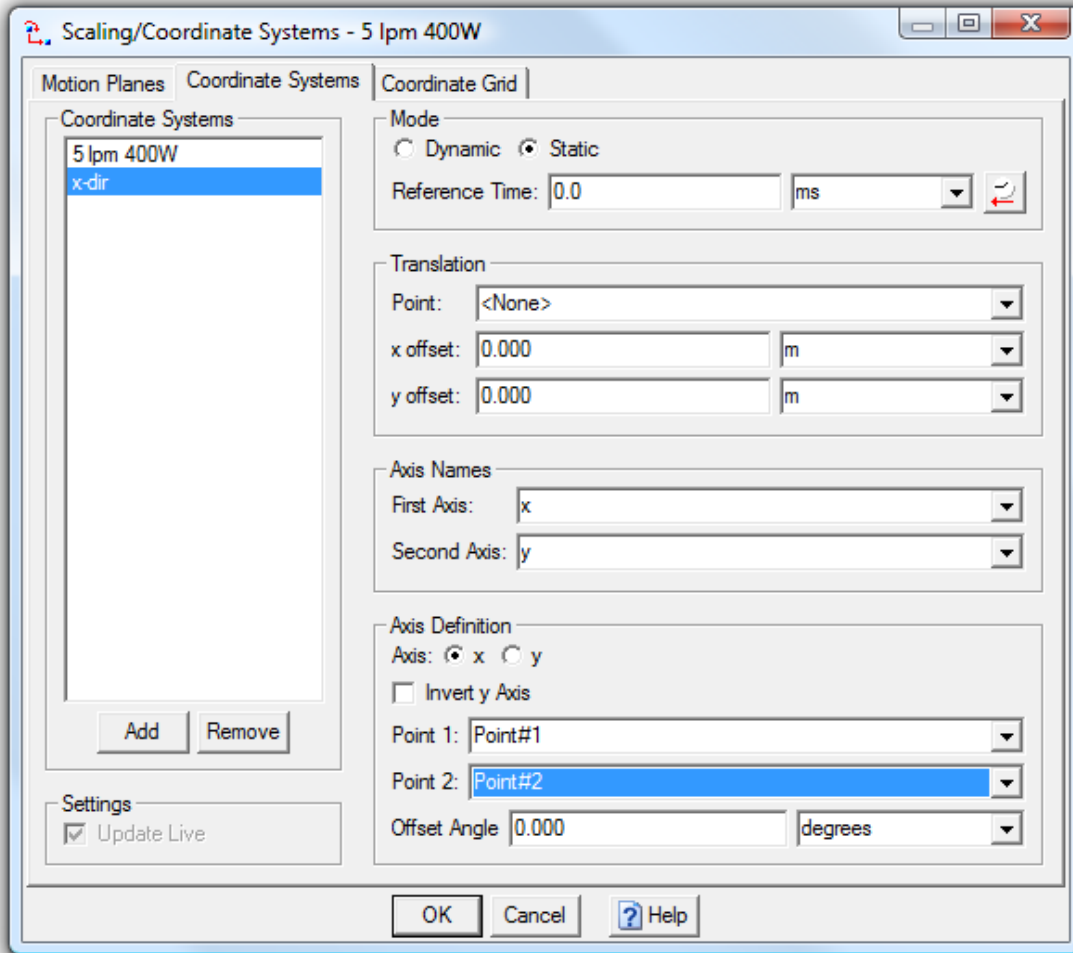 Scaling/Coordinate Systems - 5 lpm 400W
Motion Planes Coordinate Systems Coordinate Grid
Coordinate Systems
5 lpm 400W
x-dir
Add Remove
Settings
Update Live
Mode
Dynamic Static
Reference Time: 0.0 ms
Translation
Point: <None>
x offset: 0.000 m
y offset: 0.000 m
Axis Names
First Axis: x
Second Axis: y
Axis Definition
Axis: x y
Invert y Axis
Point 1: Point#1
Point 2: Point#2
Offset Angle 0.000 degrees
OK Cancel ? Help